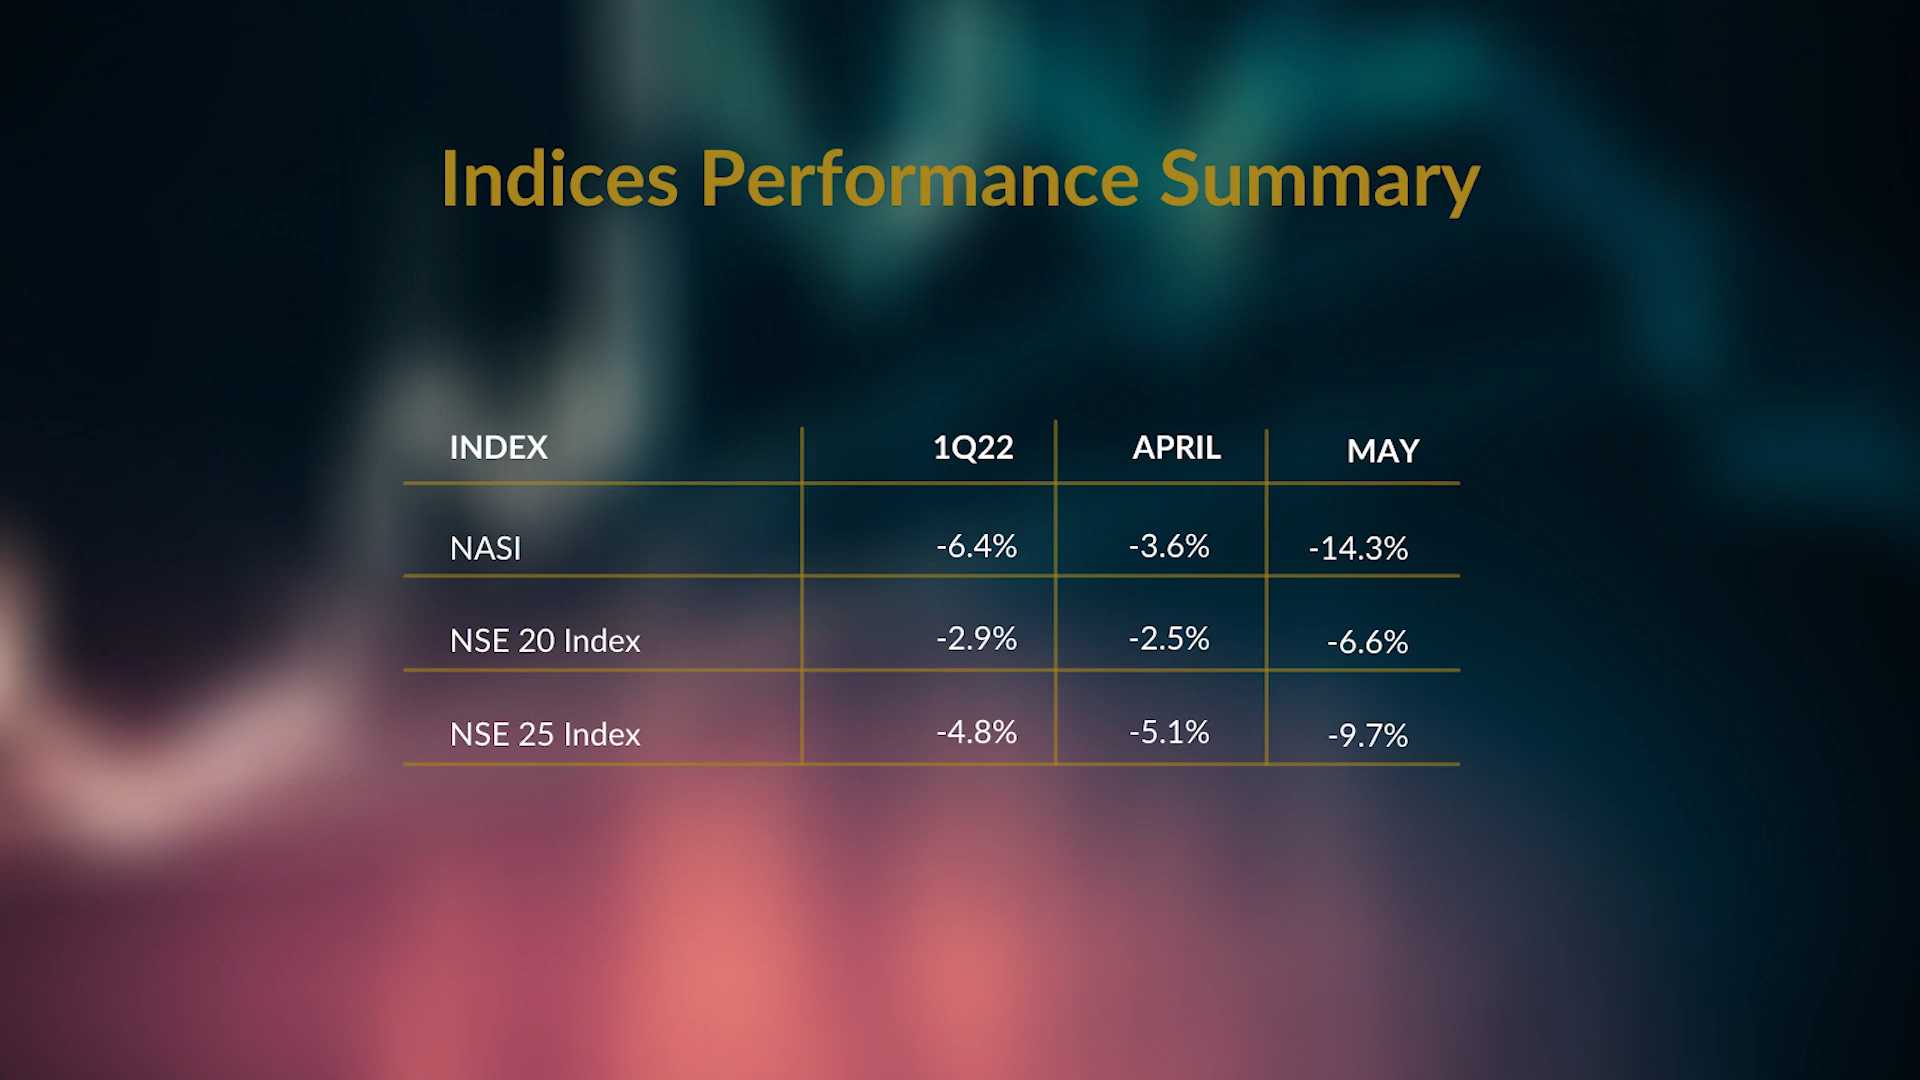 Indices Performance Summary
INDEX 1Q22 APRIL MAY
NASI -6.4% -3.6% -14.3%
NSE 20 Index -2.9% -2.5% -6.6%
NSE 25 Index -4.8% -5.1% -9.7%